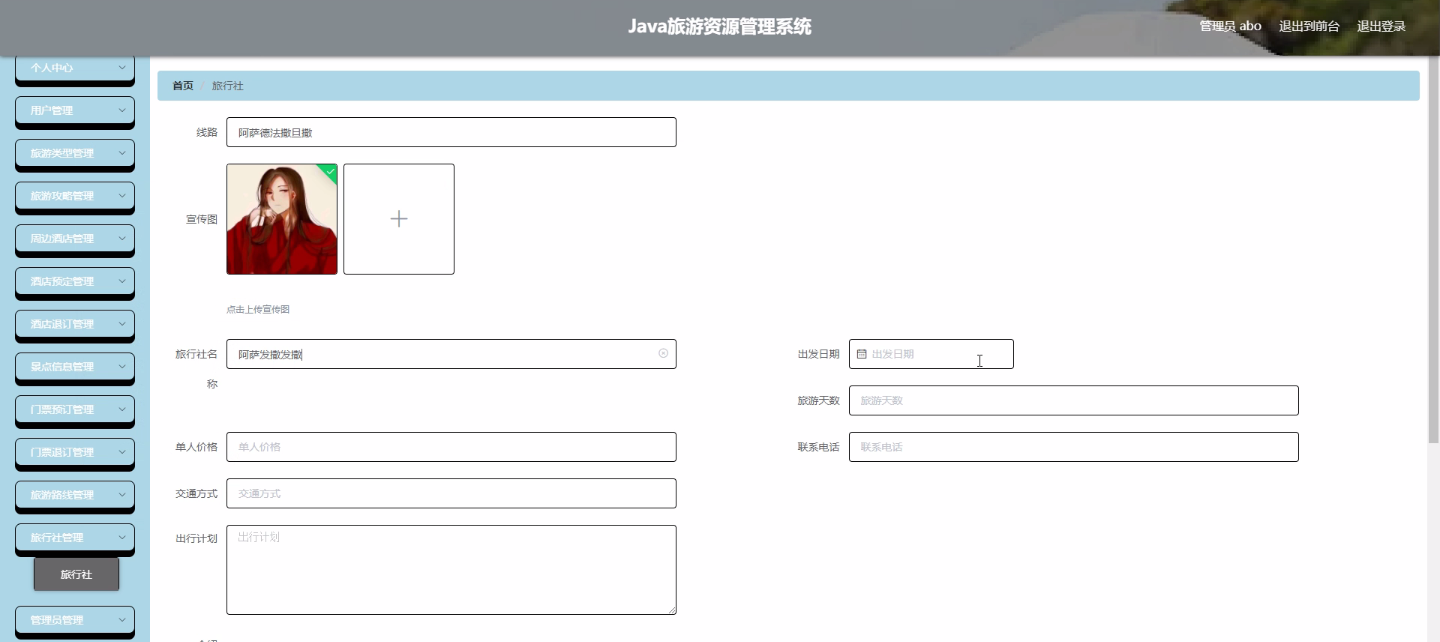 Java旅游资源管理系统
管理员 abo 退出到前台 退出登录
个人中心
用户管理
旅游类型管理
旅游攻略管理
周边酒店管理
酒店预定管理
酒店退订管理
景点信息管理
门票预订管理
门票退订管理
旅游路线管理
旅行社管理
旅行社
管理员管理
首页 / 旅行社
线路 阿萨德法撒旦撒
宣传图
点击上传宣传图
旅行社名称 阿萨发撒发撒
出发日期 出发日期
旅游天数 旅游天数
单人价格 单人价格
联系电话 联系电话
交通方式 交通方式
出行计划 出行计划